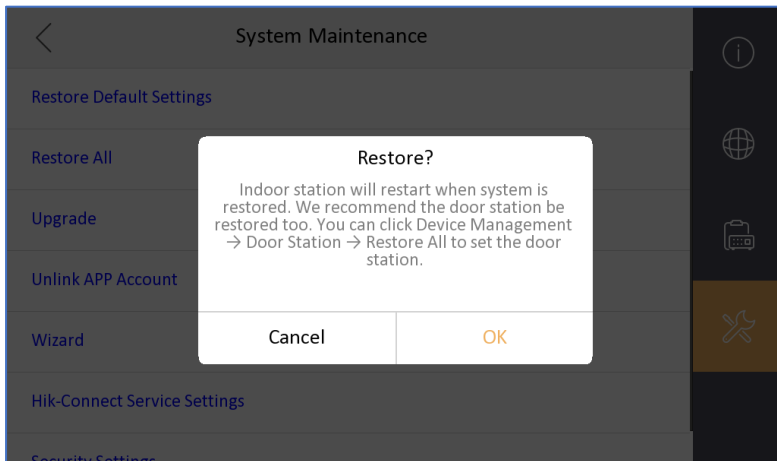 System Maintenance
Restore Default Settings
Restore All
Upgrade
Unlink APP Account
Wizard
Hik-Connect Service Settings
Security Settings
Restore?
Indoor station will restart when system is
restored. We recommend the door station be
restored too. You can click Device Management
→ Door Station → Restore All to set the door
station.
Cancel
OK